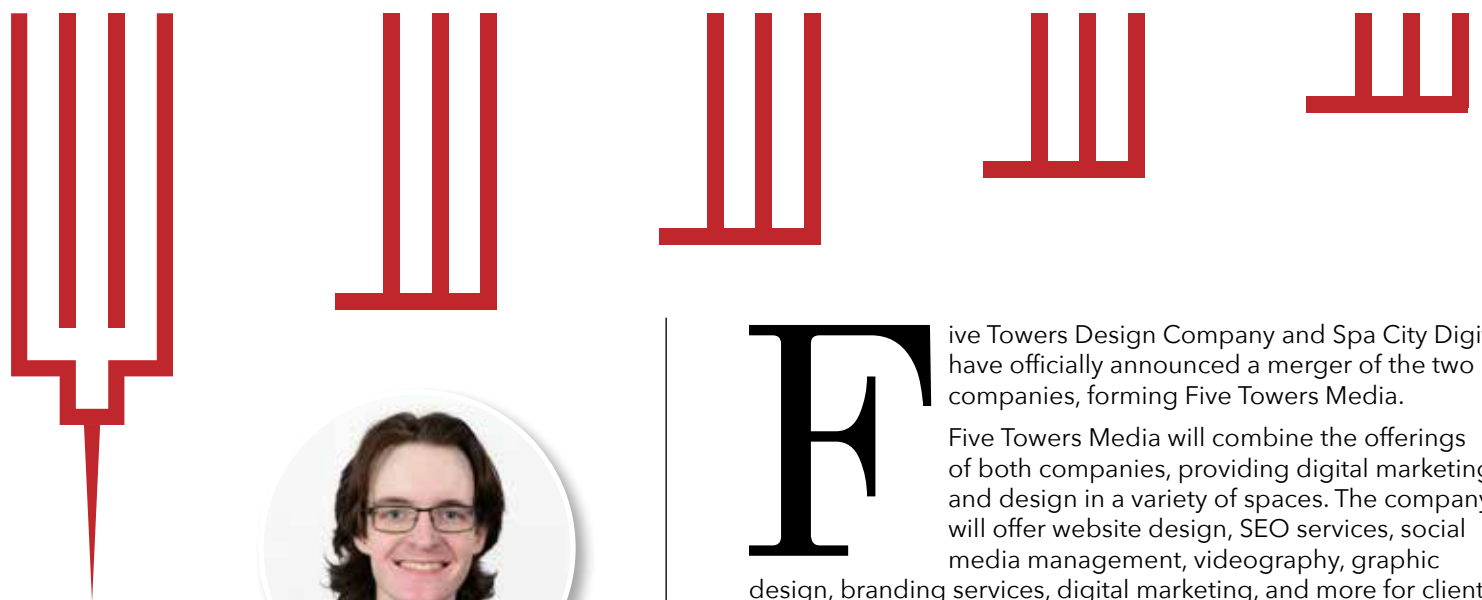 Five Towers Design Company and Spa City Digi
have officially announced a merger of the two
companies, forming Five Towers Media.
Five Towers Media will combine the offerings
of both companies, providing digital marketing
and design in a variety of spaces. The company
will offer website design, SEO services, social
media management, videography, graphic
design, branding services, digital marketing, and more for client